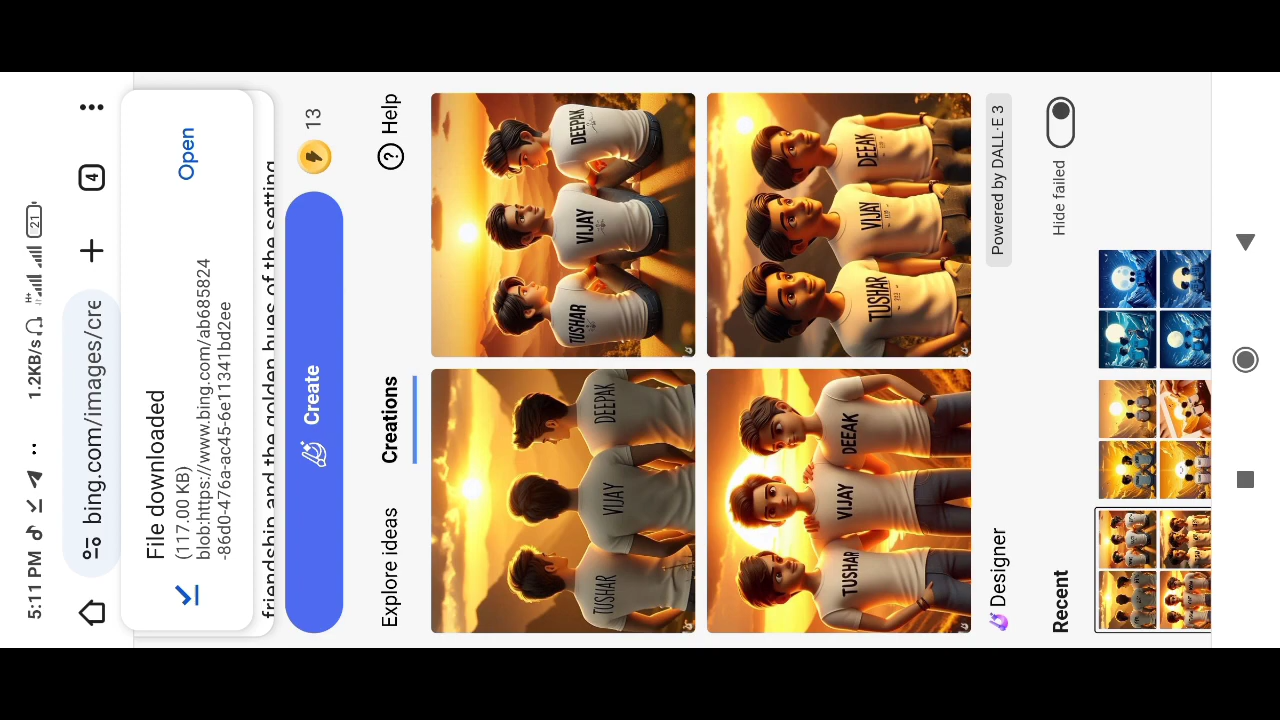 5:11 PM 1.2KB/s H+ 21
bing.com/images/cre 4
File downloaded
(117.00 KB)
blob:https://www.bing.com/ab685824
-86d0-476a-ac45-6e11341bd2ee
Open
friendship and the golden hues of the setting
Create 13
Explore ideas Creations Help
TUSHAR VIJAY DEEPAK
TUSHAR VIJAY DEEPAK
TUSHAR VIJAY DEEAK
TUSHAR VIJAY DEEAK
Designer Powered by DALL·E 3
Recent Hide failed